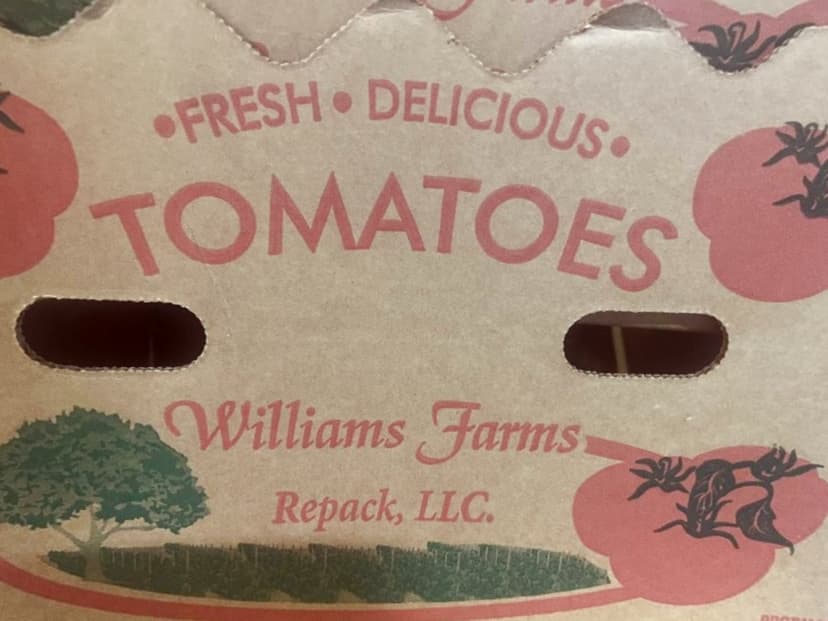 •FRESH • DELICIOUS•
TOMATOES
Williams Farms
Repack, LLC.